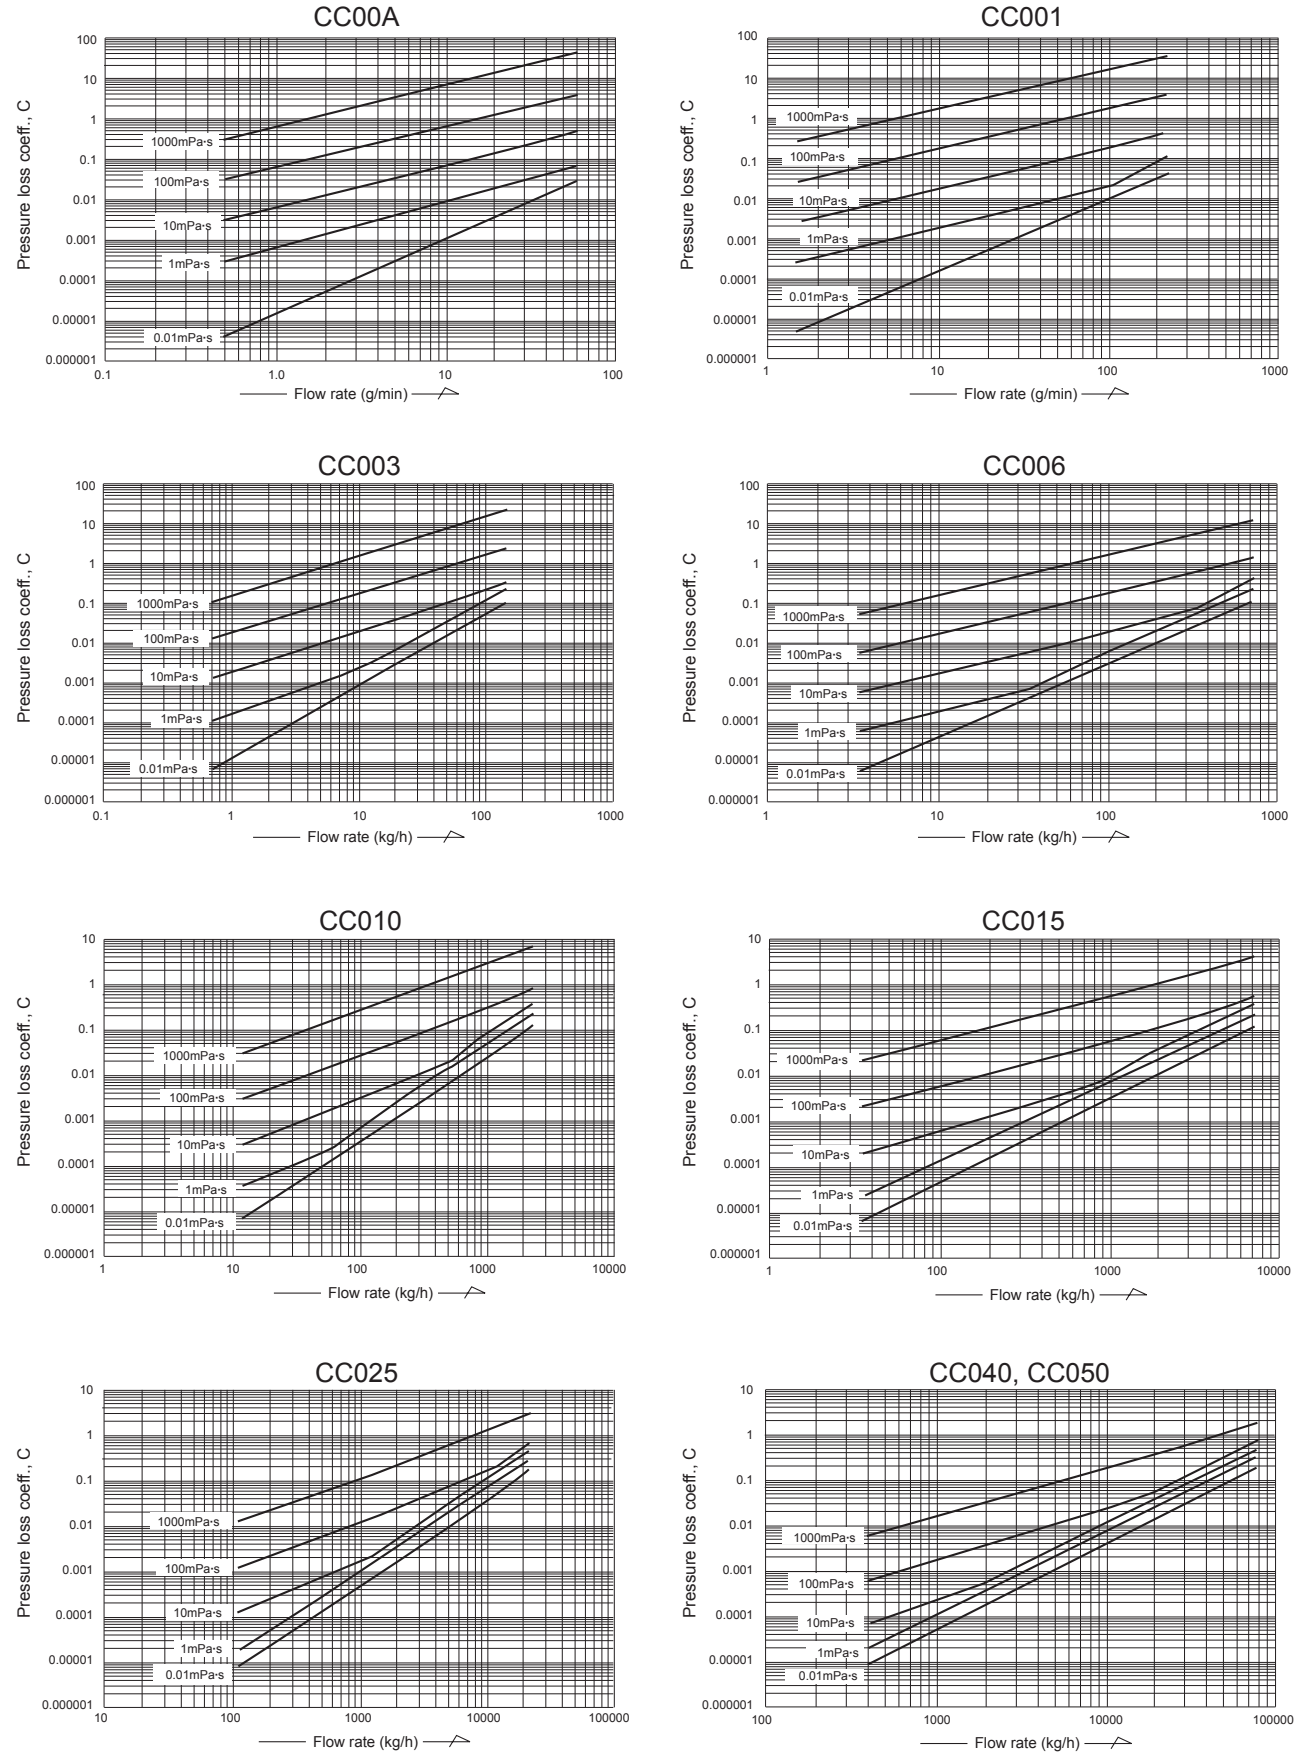 CC00A
Pressure loss coeff., C
100
10
1
0.1
0.01
0.001
0.0001
0.00001
0.000001
1000mPa·s
100mPa·s
10mPa·s
1mPa·s
0.01mPa·s
0.1 1.0 10 100
Flow rate (g/min)
CC001
Pressure loss coeff., C
100
10
1
0.1
0.01
0.001
0.0001
0.00001
0.000001
1000mPa·s
100mPa·s
10mPa·s
1mPa·s
0.01mPa·s
1 10 100 1000
Flow rate (g/min)
CC003
Pressure loss coeff., C
100
10
1
0.1
0.01
0.001
0.0001
0.00001
0.000001
1000mPa·s
100mPa·s
10mPa·s
1mPa·s
0.01mPa·s
0.1 1 10 100 1000
Flow rate (kg/h)
CC006
Pressure loss coeff., C
100
10
1
0.1
0.01
0.001
0.0001
0.00001
0.000001
1000mPa·s
100mPa·s
10mPa·s
1mPa·s
0.01mPa·s
1 10 100 1000
Flow rate (kg/h)
CC010
Pressure loss coeff., C
10
1
0.1
0.01
0.001
0.0001
0.00001
0.000001
1000mPa·s
100mPa·s
10mPa·s
1mPa·s
0.01mPa·s
1 10 100 1000 10000
Flow rate (kg/h)
CC015
Pressure loss coeff., C
10
1
0.1
0.01
0.001
0.0001
0.00001
0.000001
1000mPa·s
100mPa·s
10mPa·s
1mPa·s
0.01mPa·s
1 100 1000 10000
Flow rate (kg/h)
CC025
Pressure loss coeff., C
10
1
0.1
0.01
0.001
0.0001
0.00001
0.000001
1000mPa·s
100mPa·s
10mPa·s
1mPa·s
0.01mPa·s
10 100 1000 10000 100000
Flow rate (kg/h)
CC040, CC050
Pressure loss coeff., C
10
1
0.1
0.01
0.001
0.0001
0.00001
0.000001
1000mPa·s
100mPa·s
10mPa·s
1mPa·s
0.01mPa·s
100 1000 10000 100000
Flow rate (kg/h)